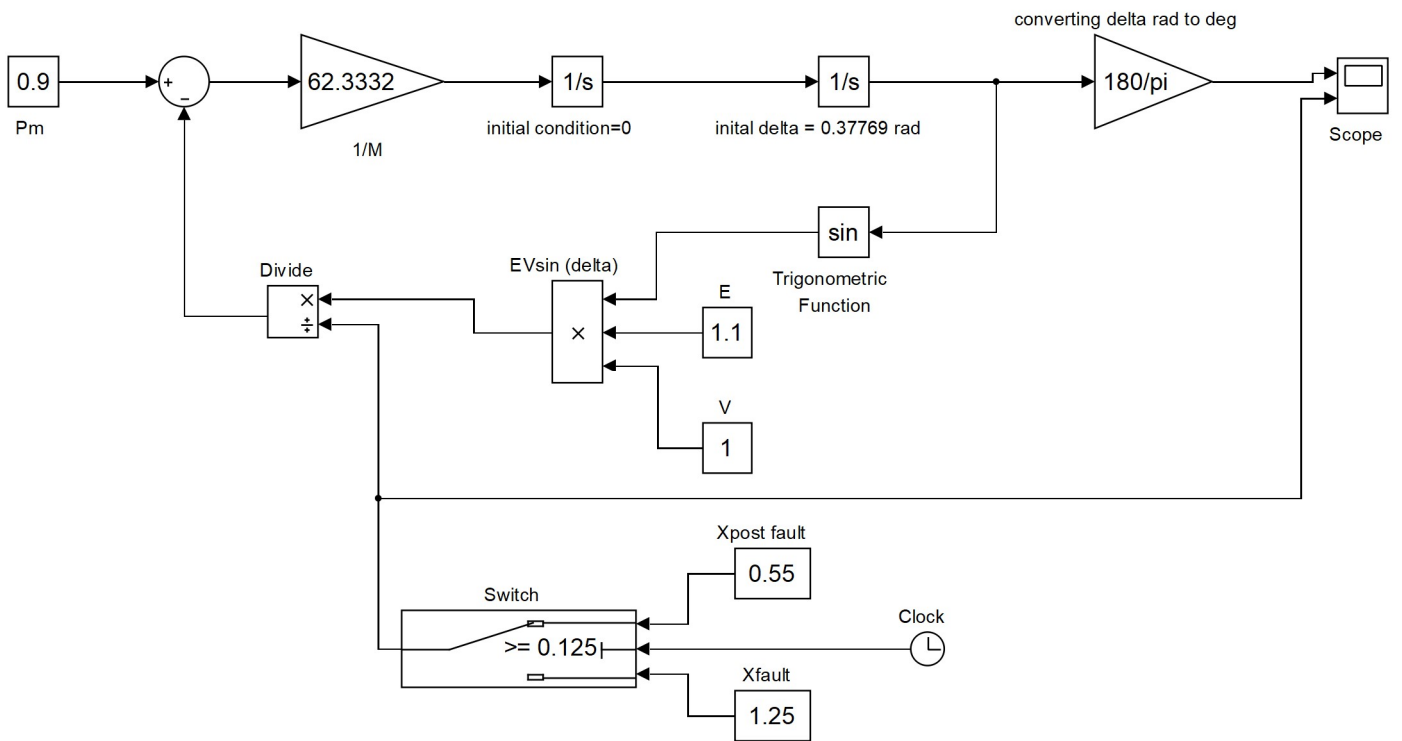 converting delta rad to deg
0.9
+
−
62.3332
1/s
1/s
180/pi
Pm
initial condition=0
inital delta = 0.37769 rad
Scope
1/M
sin
Divide
EVsin (delta)
Trigonometric
Function
×
÷
E
×
1.1
V
1
Xpost fault
0.55
Switch
Clock
>= 0.125
Xfault
1.25